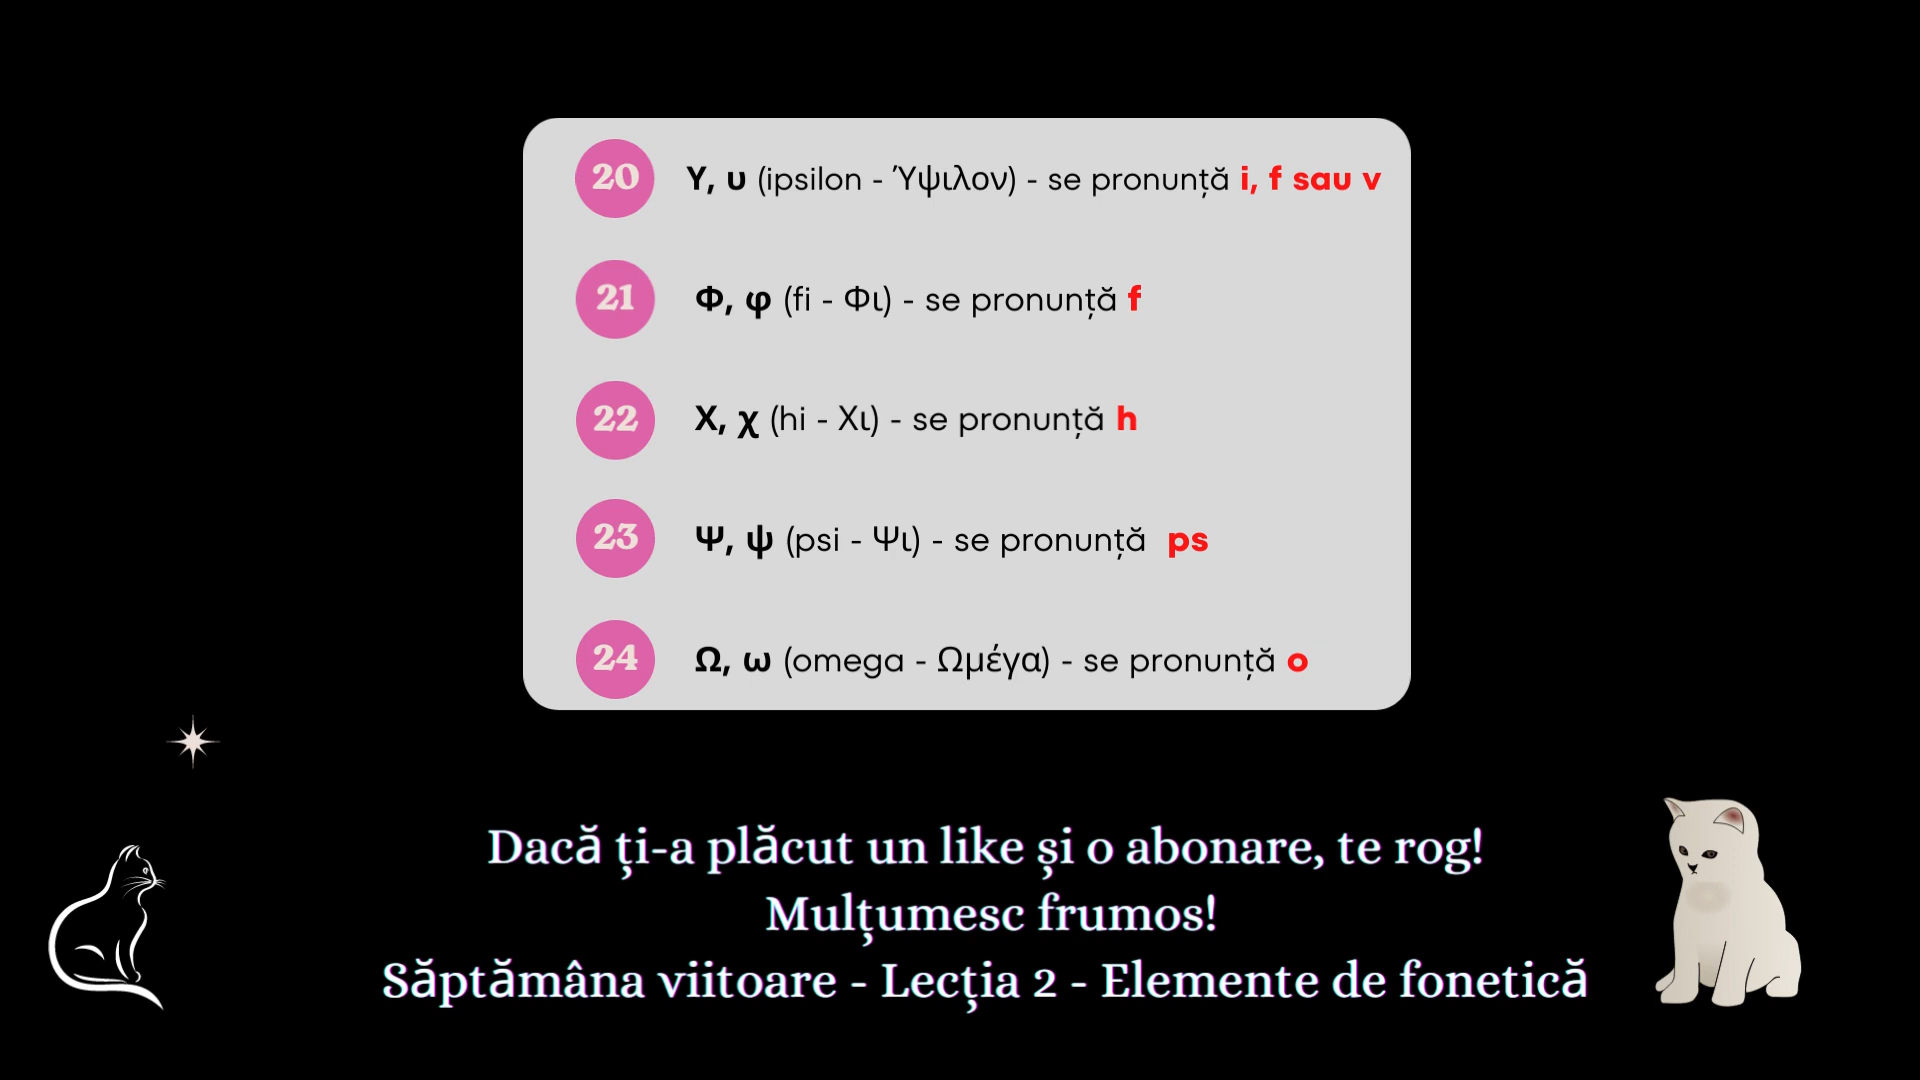 20 Υ, υ (ipsilon - Ύψιλον) - se pronunță i, f sau v
21 Φ, φ (fi - Φι) - se pronunță f
22 Χ, χ (hi - Χι) - se pronunță h
23 Ψ, ψ (psi - Ψι) - se pronunță ps
24 Ω, ω (omega - Ωμέγα) - se pronunță o
Dacă ți-a plăcut un like și o abonare, te rog!
Mulțumesc frumos!
Săptămâna viitoare - Lecția 2 - Elemente de fonetică